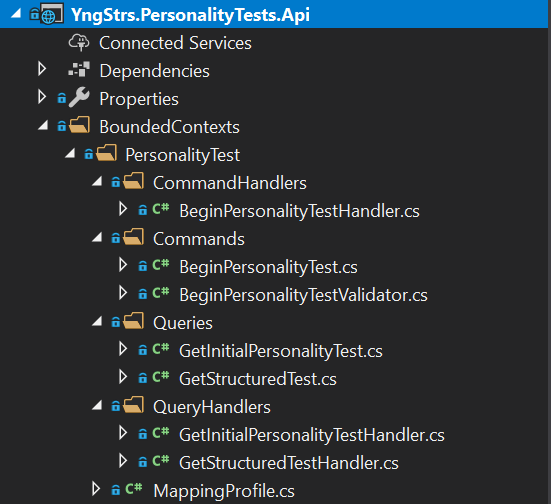 YngStrs.PersonalityTests.Api
Connected Services
Dependencies
Properties
BoundedContexts
PersonalityTest
CommandHandlers
C# BeginPersonalityTestHandler.cs
Commands
C# BeginPersonalityTest.cs
C# BeginPersonalityTestValidator.cs
Queries
C# GetInitialPersonalityTest.cs
C# GetStructuredTest.cs
QueryHandlers
C# GetInitialPersonalityTestHandler.cs
C# GetStructuredTestHandler.cs
C# MappingProfile.cs